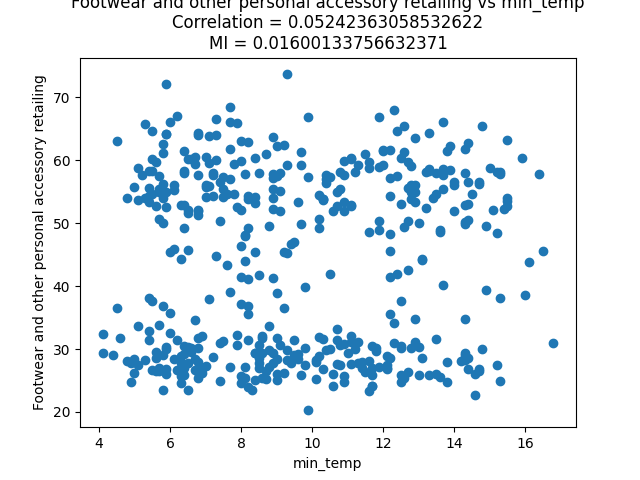 Footwear and other personal accessory retailing vs min_temp
Correlation = 0.05242363058532622
MI = 0.01600133756632371
Footwear and other personal accessory retailing
70
60
50
40
30
20
4 6 8 10 12 14 16
min_temp